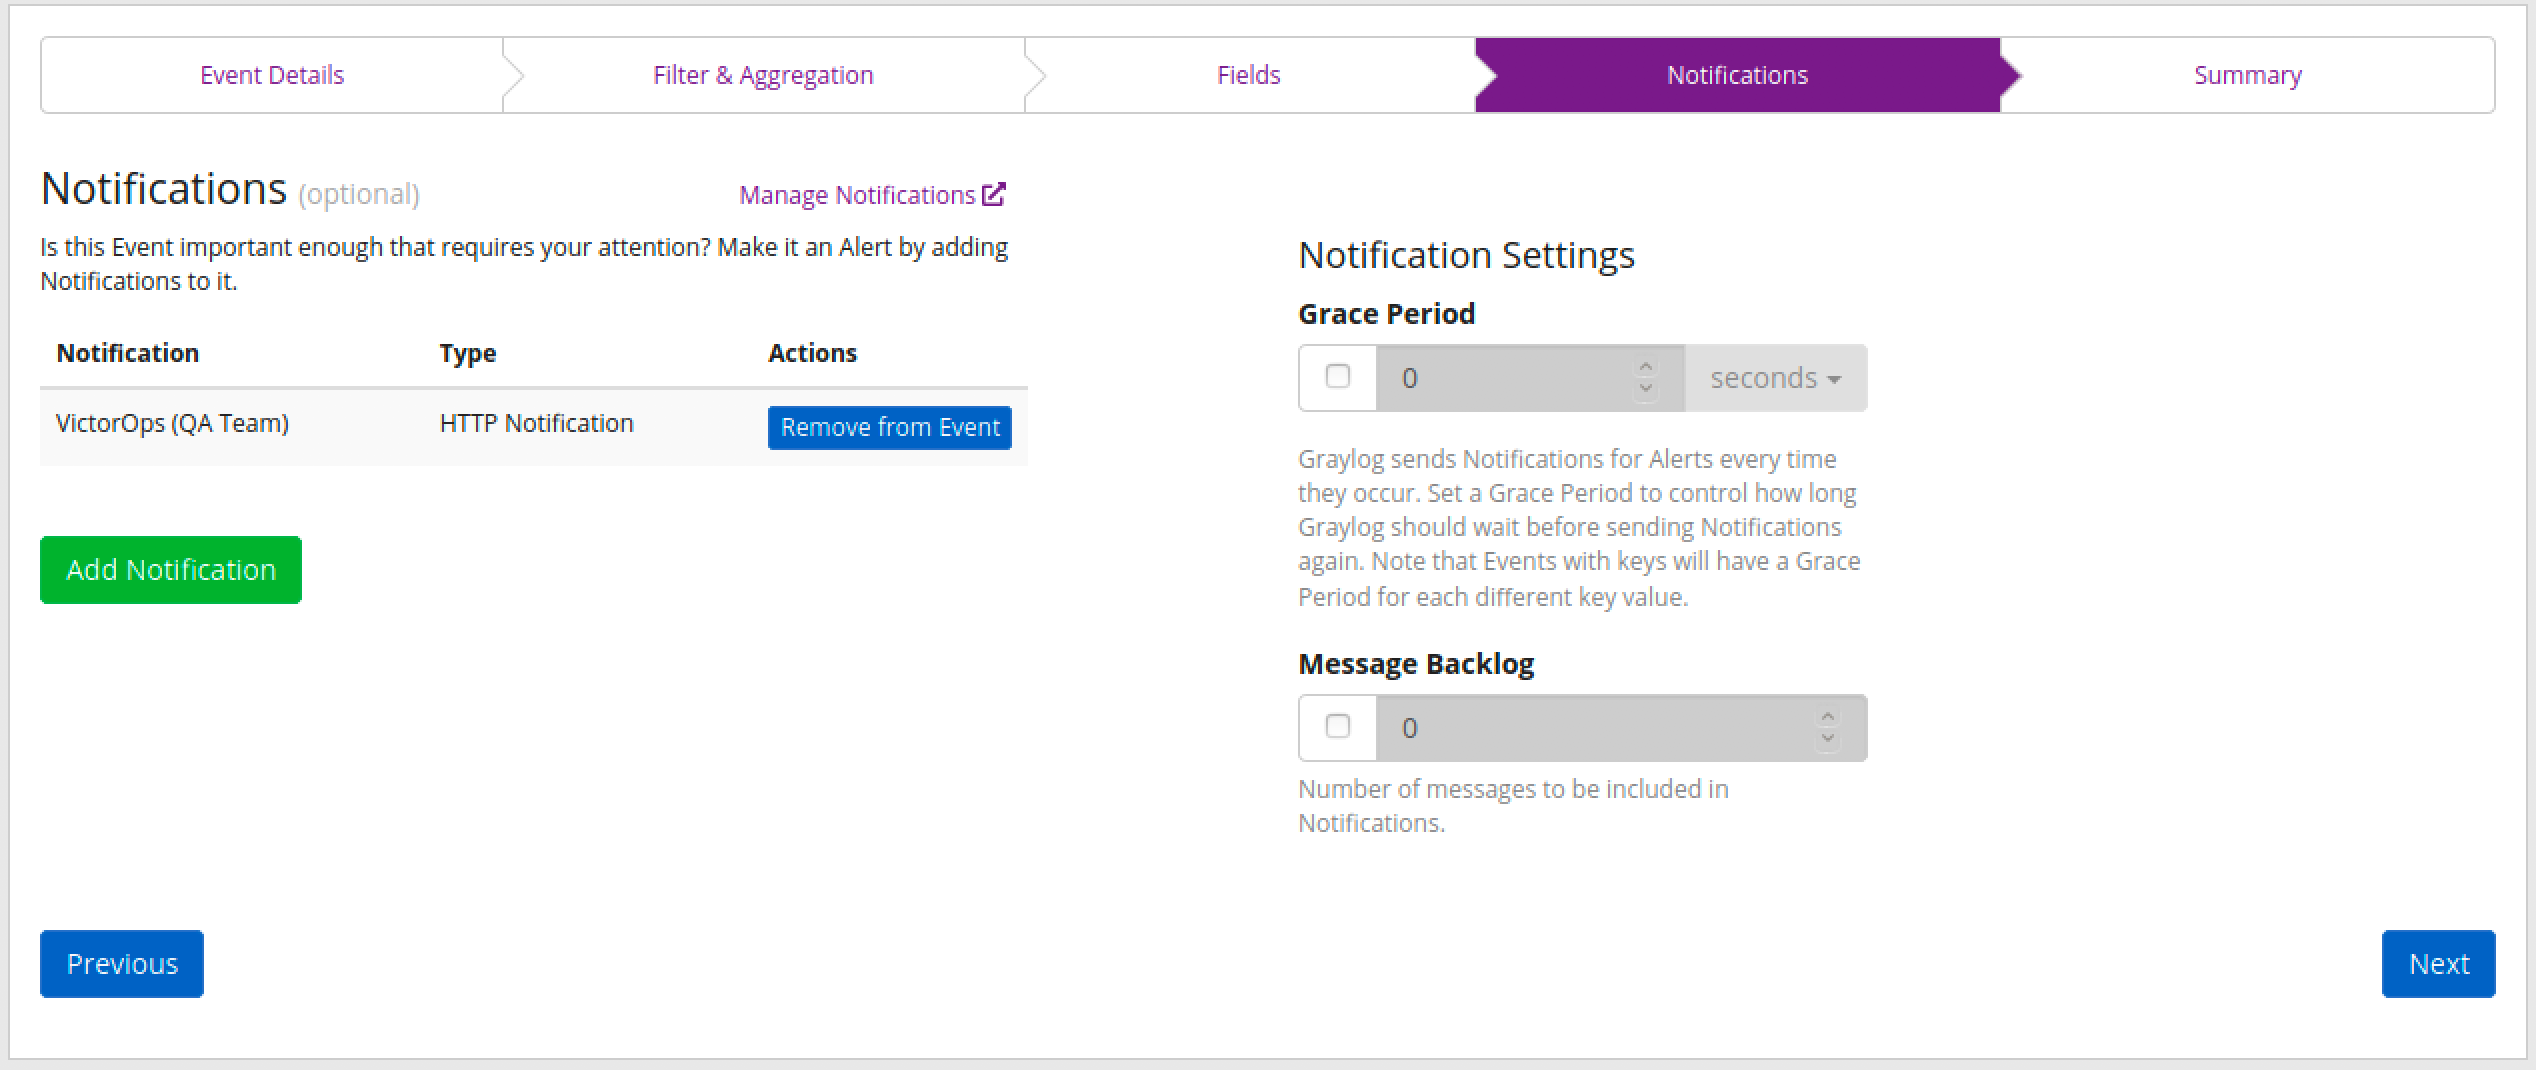 Event Details
Filter & Aggregation
Fields
Notifications
Summary
Notifications (optional)
Manage Notifications
Is this Event important enough that requires your attention? Make it an Alert by adding
Notifications to it.
Notification Type Actions
VictorOps (QA Team) HTTP Notification Remove from Event
Add Notification
Notification Settings
Grace Period
0 seconds
Graylog sends Notifications for Alerts every time
they occur. Set a Grace Period to control how long
Graylog should wait before sending Notifications
again. Note that Events with keys will have a Grace
Period for each different key value.
Message Backlog
0
Number of messages to be included in
Notifications.
Previous
Next